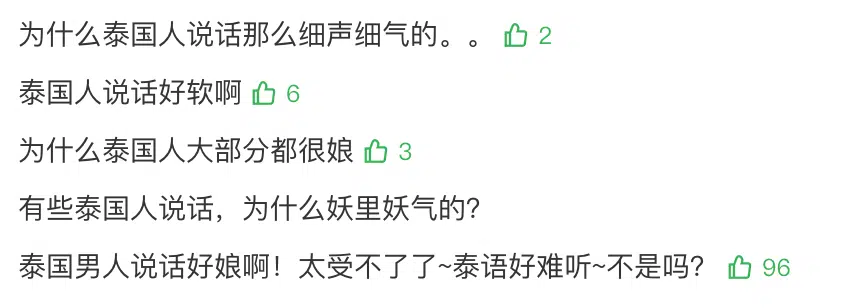 为什么泰国人说话那么细声细气的。。 2
泰国人说话好软啊 6
为什么泰国人大部分都很娘 3
有些泰国人说话，为什么妖里妖气的？
泰国男人说话好娘啊！太受不了了~泰语好难听~不是吗？ 96